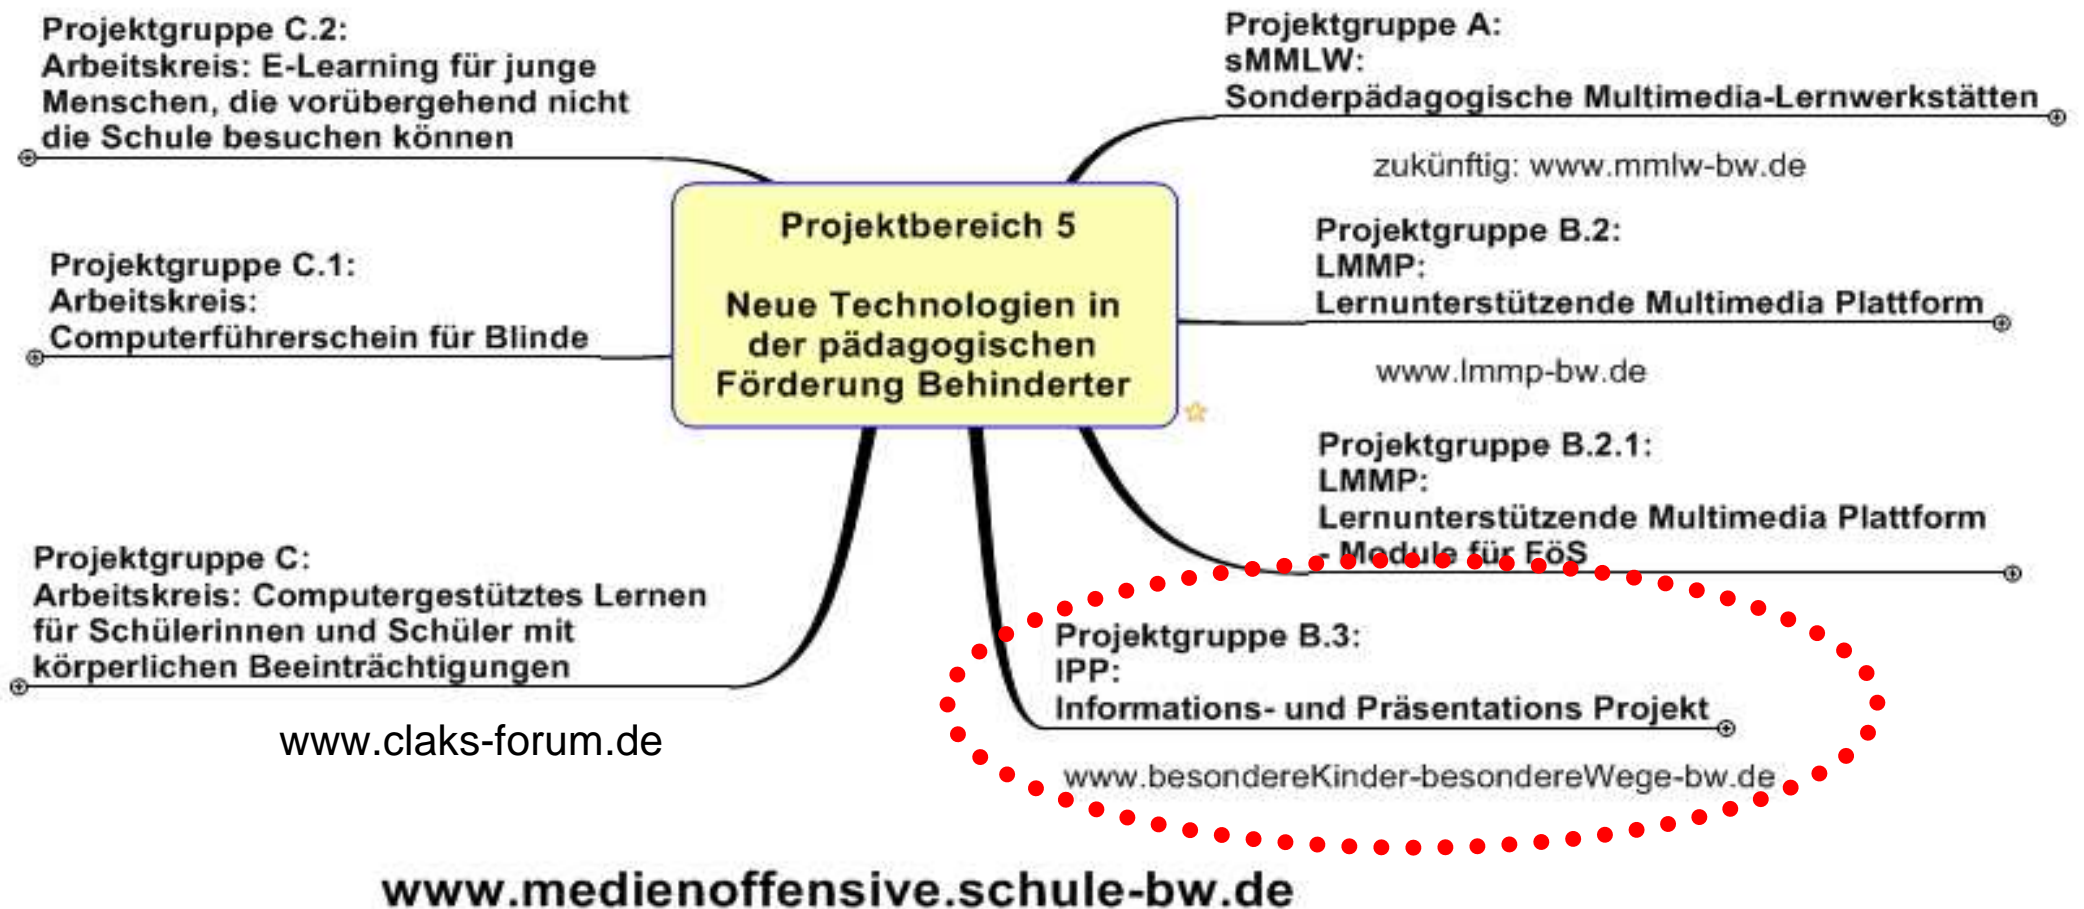 Projektgruppe C.2:
Arbeitskreis: E-Learning für junge
Menschen, die vorübergehend nicht
die Schule besuchen können
Projektgruppe A:
sMMLW:
Sonderpädagogische Multimedia-Lernwerkstätten
zukünftig: www.mmlw-bw.de
Projektbereich 5
Neue Technologien in
der pädagogischen
Förderung Behinderter
Projektgruppe B.2:
LMMP:
Lernunterstützende Multimedia Plattform
www.lmmp-bw.de
Projektgruppe C.1:
Arbeitskreis:
Computerführerschein für Blinde
Projektgruppe B.2.1:
LMMP:
Lernunterstützende Multimedia Plattform
- Module für FöS
Projektgruppe C:
Arbeitskreis: Computergestütztes Lernen
für Schülerinnen und Schüler mit
körperlichen Beeinträchtigungen
www.claks-forum.de
Projektgruppe B.3:
IPP:
Informations- und Präsentations Projekt
www.besondereKinder-besondereWege-bw.de
www.medienoffensive.schule-bw.de